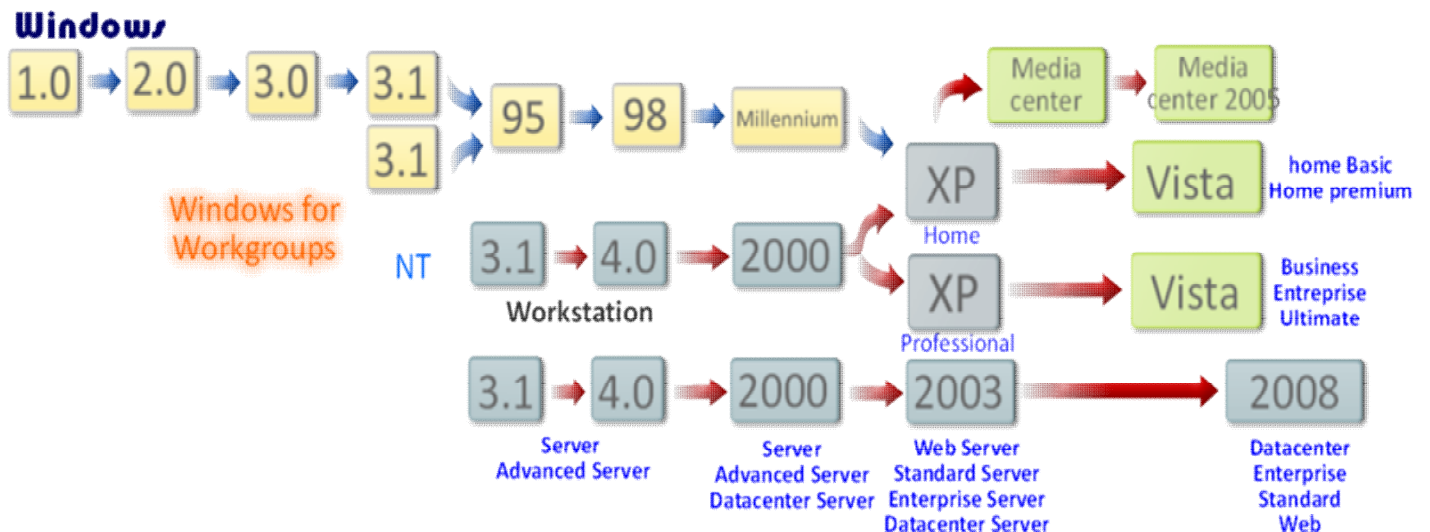 Windows
1.0
2.0
3.0
3.1
3.1
Windows for
Workgroups
95
98
Millennium
Media
center
Media
center 2005
XP
Home
Vista
home Basic
Home premium
NT
3.1
4.0
2000
Workstation
XP
Professional
Vista
Business
Entreprise
Ultimate
3.1
4.0
2000
2003
2008
Server
Advanced Server
Server
Advanced Server
Datacenter Server
Web Server
Standard Server
Enterprise Server
Datacenter Server
Datacenter
Enterprise
Standard
Web